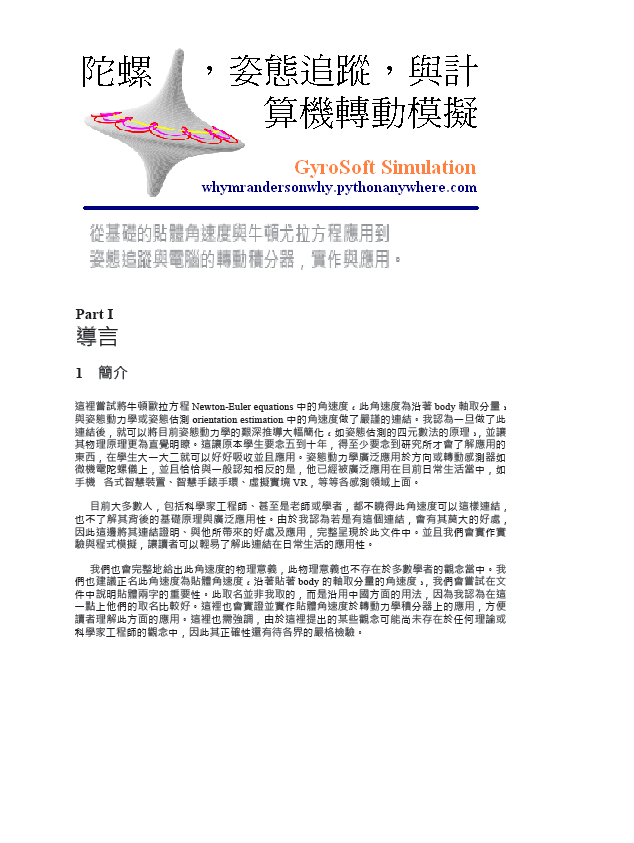 陀螺，姿態追蹤，與計
算機轉動模擬
GyroSoft Simulation
whymrandersonwhy.pythonanywhere.com
從基礎的貼體角速度與牛頓尤拉方程應用到
姿態追蹤與電腦的轉動積分器，實作與應用。
Part I
導言
1 簡介
這裡嘗試將牛頓歐拉方程 Newton-Euler equations 中的角速度﹝此角速度為沿著 body 軸取分量﹞
與姿態動力學或姿態估測 orientation estimation 中的角速度做了嚴謹的連結。我認為一旦做了此
連結後，就可以將目前姿態動力學的艱深推導大幅簡化﹝如姿態估測的四元數法的原理﹞，並讓
其物理原理更為直覺明瞭。這讓原本學生要念五到十年，得至少要念到研究所才會了解應用的
東西，在學生大一大二就可以好好吸收並且應用。姿態動力學廣泛應用於方向或轉動感測器如
微機電陀螺儀上，並且恰恰與一般認知相反的是，他已經被廣泛應用在目前日常生活當中，如
手機 各式智慧裝置、智慧手錶手環、虛擬實境 VR，等等各感測領域上面。
目前大多數人，包括科學家工程師、甚至是老師或學者，都不曉得此角速度可以這樣連結，
也不了解其背後的基礎原理與廣泛應用性。由於我認為若是有這個連結，會有其莫大的好處，
因此這邊將其連結證明、與他所帶來的好處及應用，完整呈現於此文件中。並且我們會實作實
驗與程式模擬，讓讀者可以輕易了解此連結在日常生活的應用性。
我們也會完整地給出此角速度的物理意義，此物理意義也不存在於多數學者的觀念當中。我
們也建議正名此角速度為貼體角速度﹝沿著貼著 body 的軸取分量的角速度﹞，我們會嘗試在文
件中說明貼體兩字的重要性。此取名並非我取的，而是沿用中國方面的用法，因為我認為在這
一點上他們的取名比較好。這裡也會實證並實作貼體角速度於轉動力學積分器上的應用，方便
讀者理解此方面的應用。這裡也需強調，由於這裡提出的某些觀念可能尚未存在於任何理論或
科學家工程師的觀念中，因此其正確性還有待各界的嚴格檢驗。